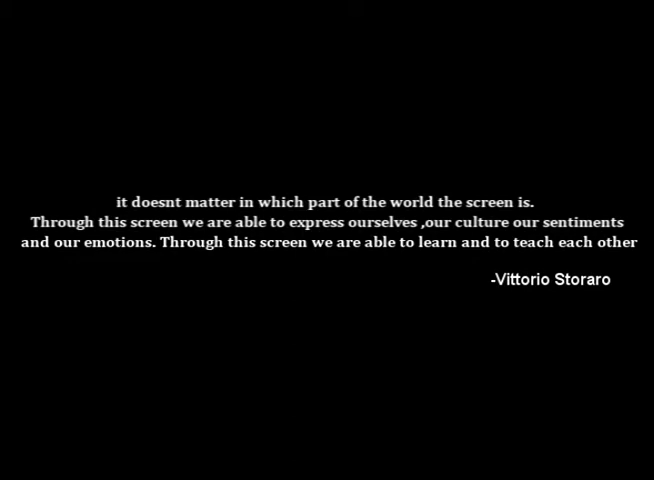 it doesnt matter in which part of the world the screen is.
Through this screen we are able to express ourselves ,our culture our sentiments
and our emotions. Through this screen we are able to learn and to teach each other
-Vittorio Storaro